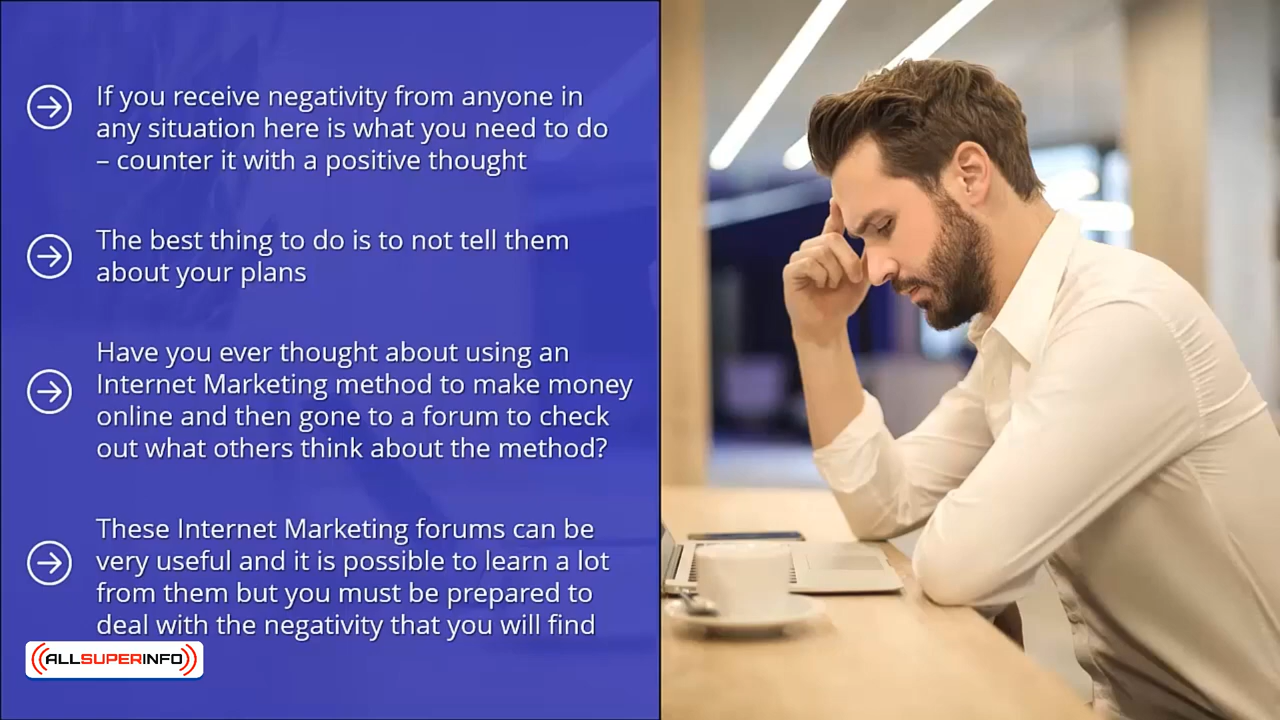 If you receive negativity from anyone in
any situation here is what you need to do
– counter it with a positive thought
The best thing to do is to not tell them
about your plans
Have you ever thought about using an
Internet Marketing method to make money
online and then gone to a forum to check
out what others think about the method?
These Internet Marketing forums can be
very useful and it is possible to learn a lot
from them but you must be prepared to
deal with the negativity that you will find
ALLSUPERINFO